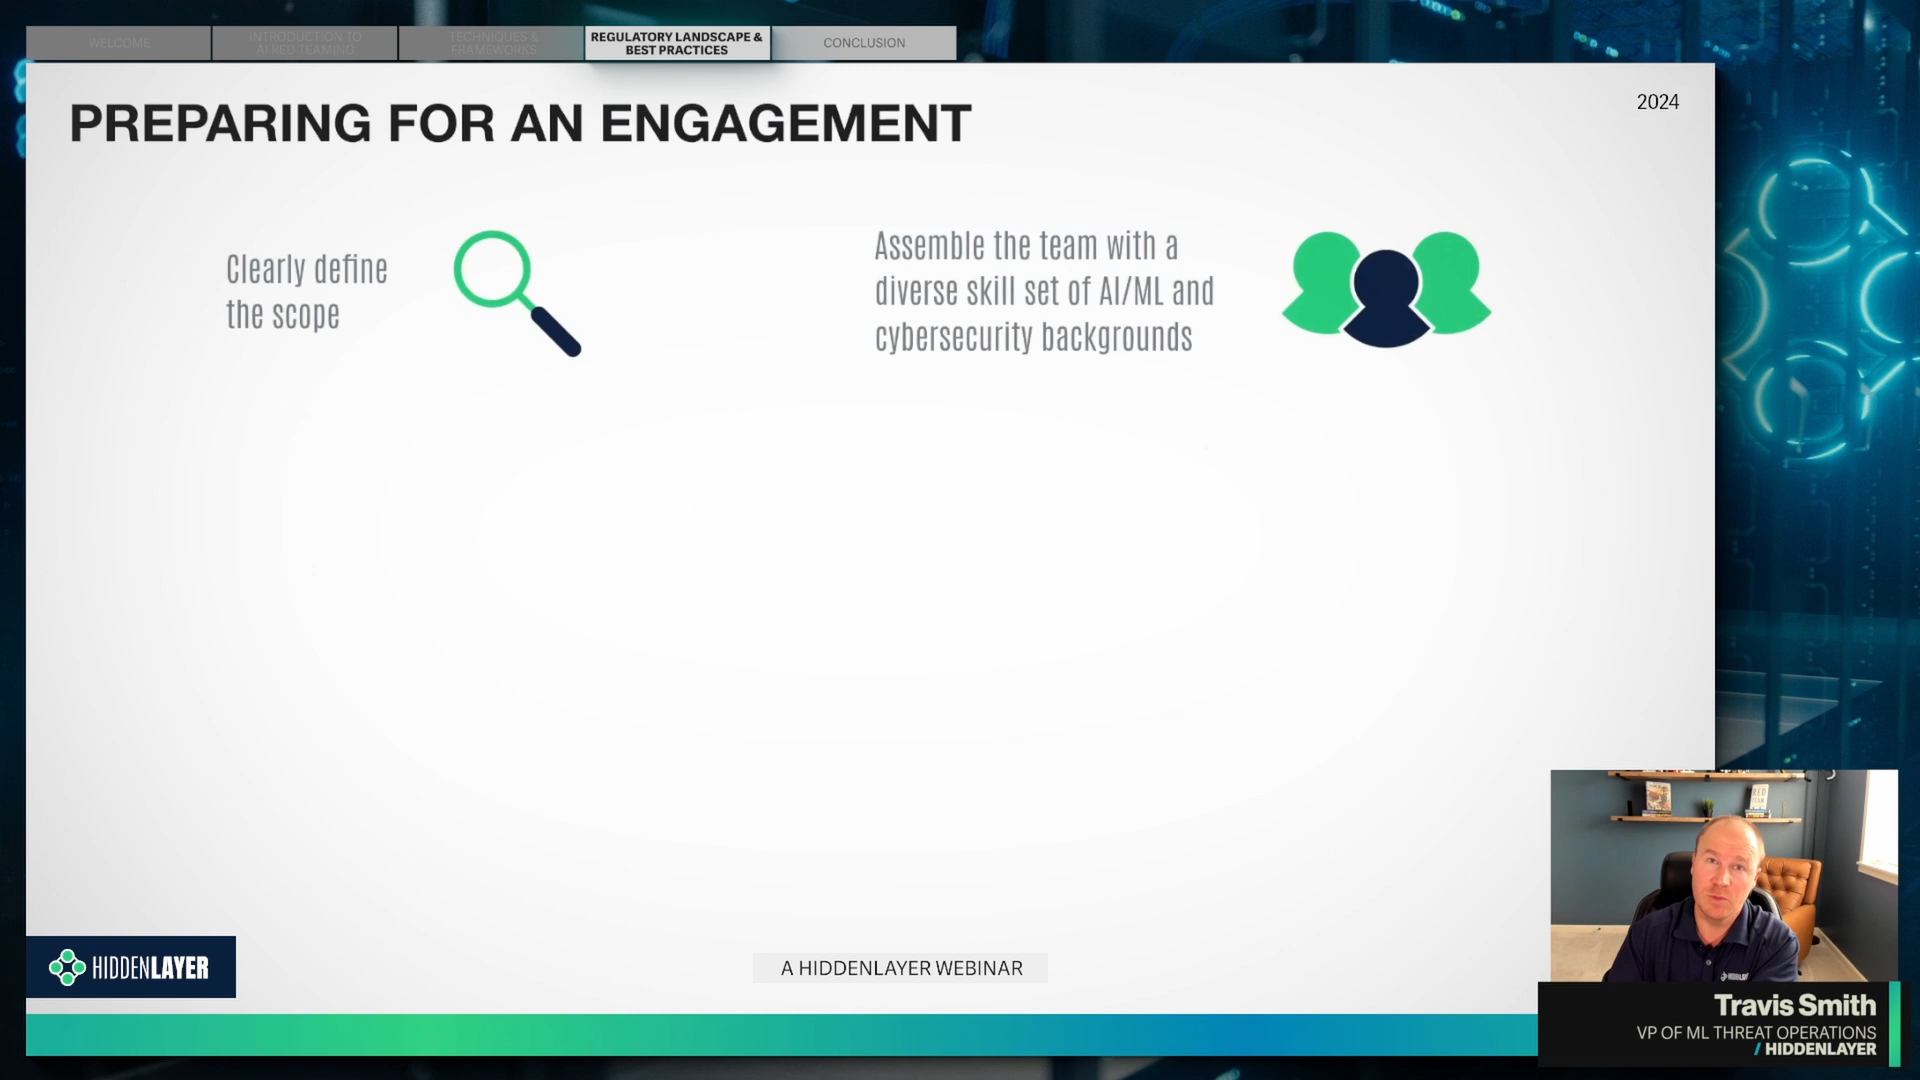 WELCOME
INTRODUCTION TO
AI RED TEAMING
TECHNIQUES &
FRAMEWORKS
REGULATORY LANDSCAPE &
BEST PRACTICES
CONCLUSION
PREPARING FOR AN ENGAGEMENT
2024
Clearly define
the scope
Assemble the team with a
diverse skill set of AI/ML and
cybersecurity backgrounds
HIDDENLAYER
A HIDDENLAYER WEBINAR
RED
TEAM
Travis Smith
VP OF ML THREAT OPERATIONS
/ HIDDENLAYER